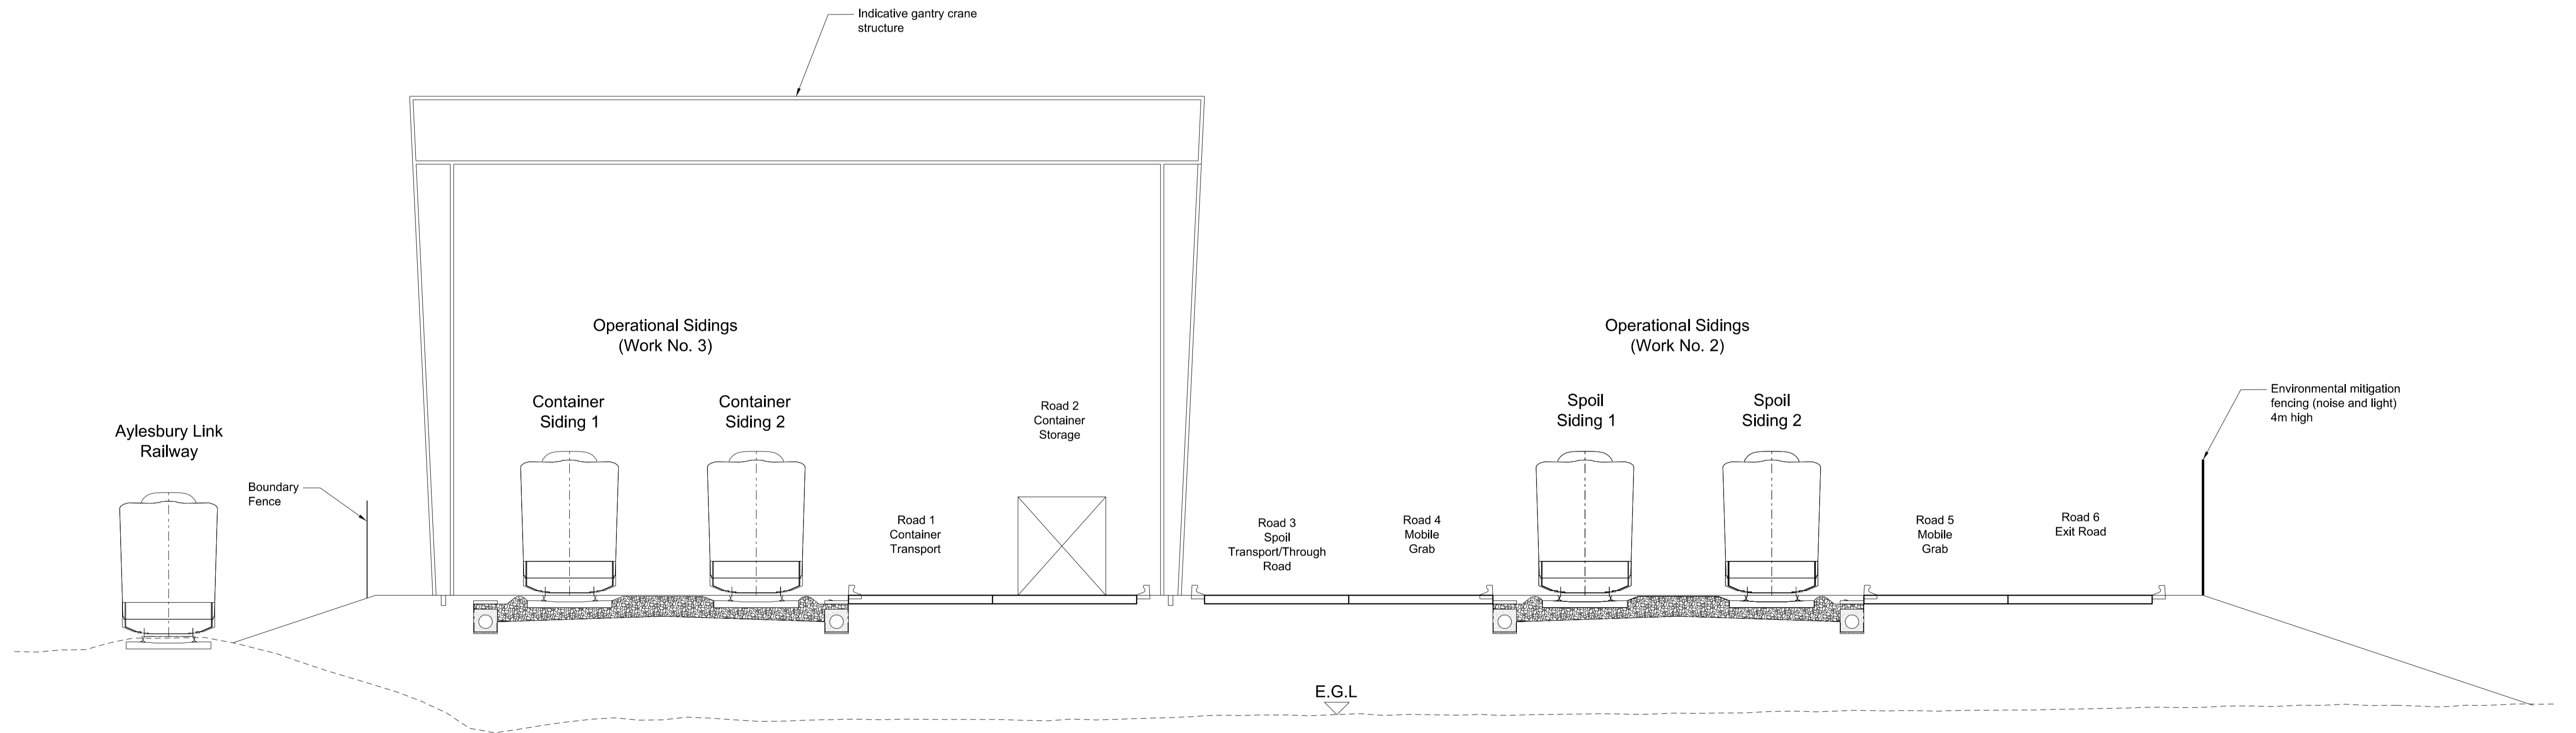 Indicative gantry crane
structure
Operational Sidings
(Work No. 3)
Operational Sidings
(Work No. 2)
Container
Siding 1
Container
Siding 2
Road 2
Container
Storage
Spoil
Siding 1
Spoil
Siding 2
Environmental mitigation
fencing (noise and light)
4m high
Aylesbury Link
Railway
Boundary
Fence
Road 1
Container
Transport
Road 3
Spoil
Transport/Through
Road
Road 4
Mobile
Grab
Road 5
Mobile
Grab
Road 6
Exit Road
E.G.L